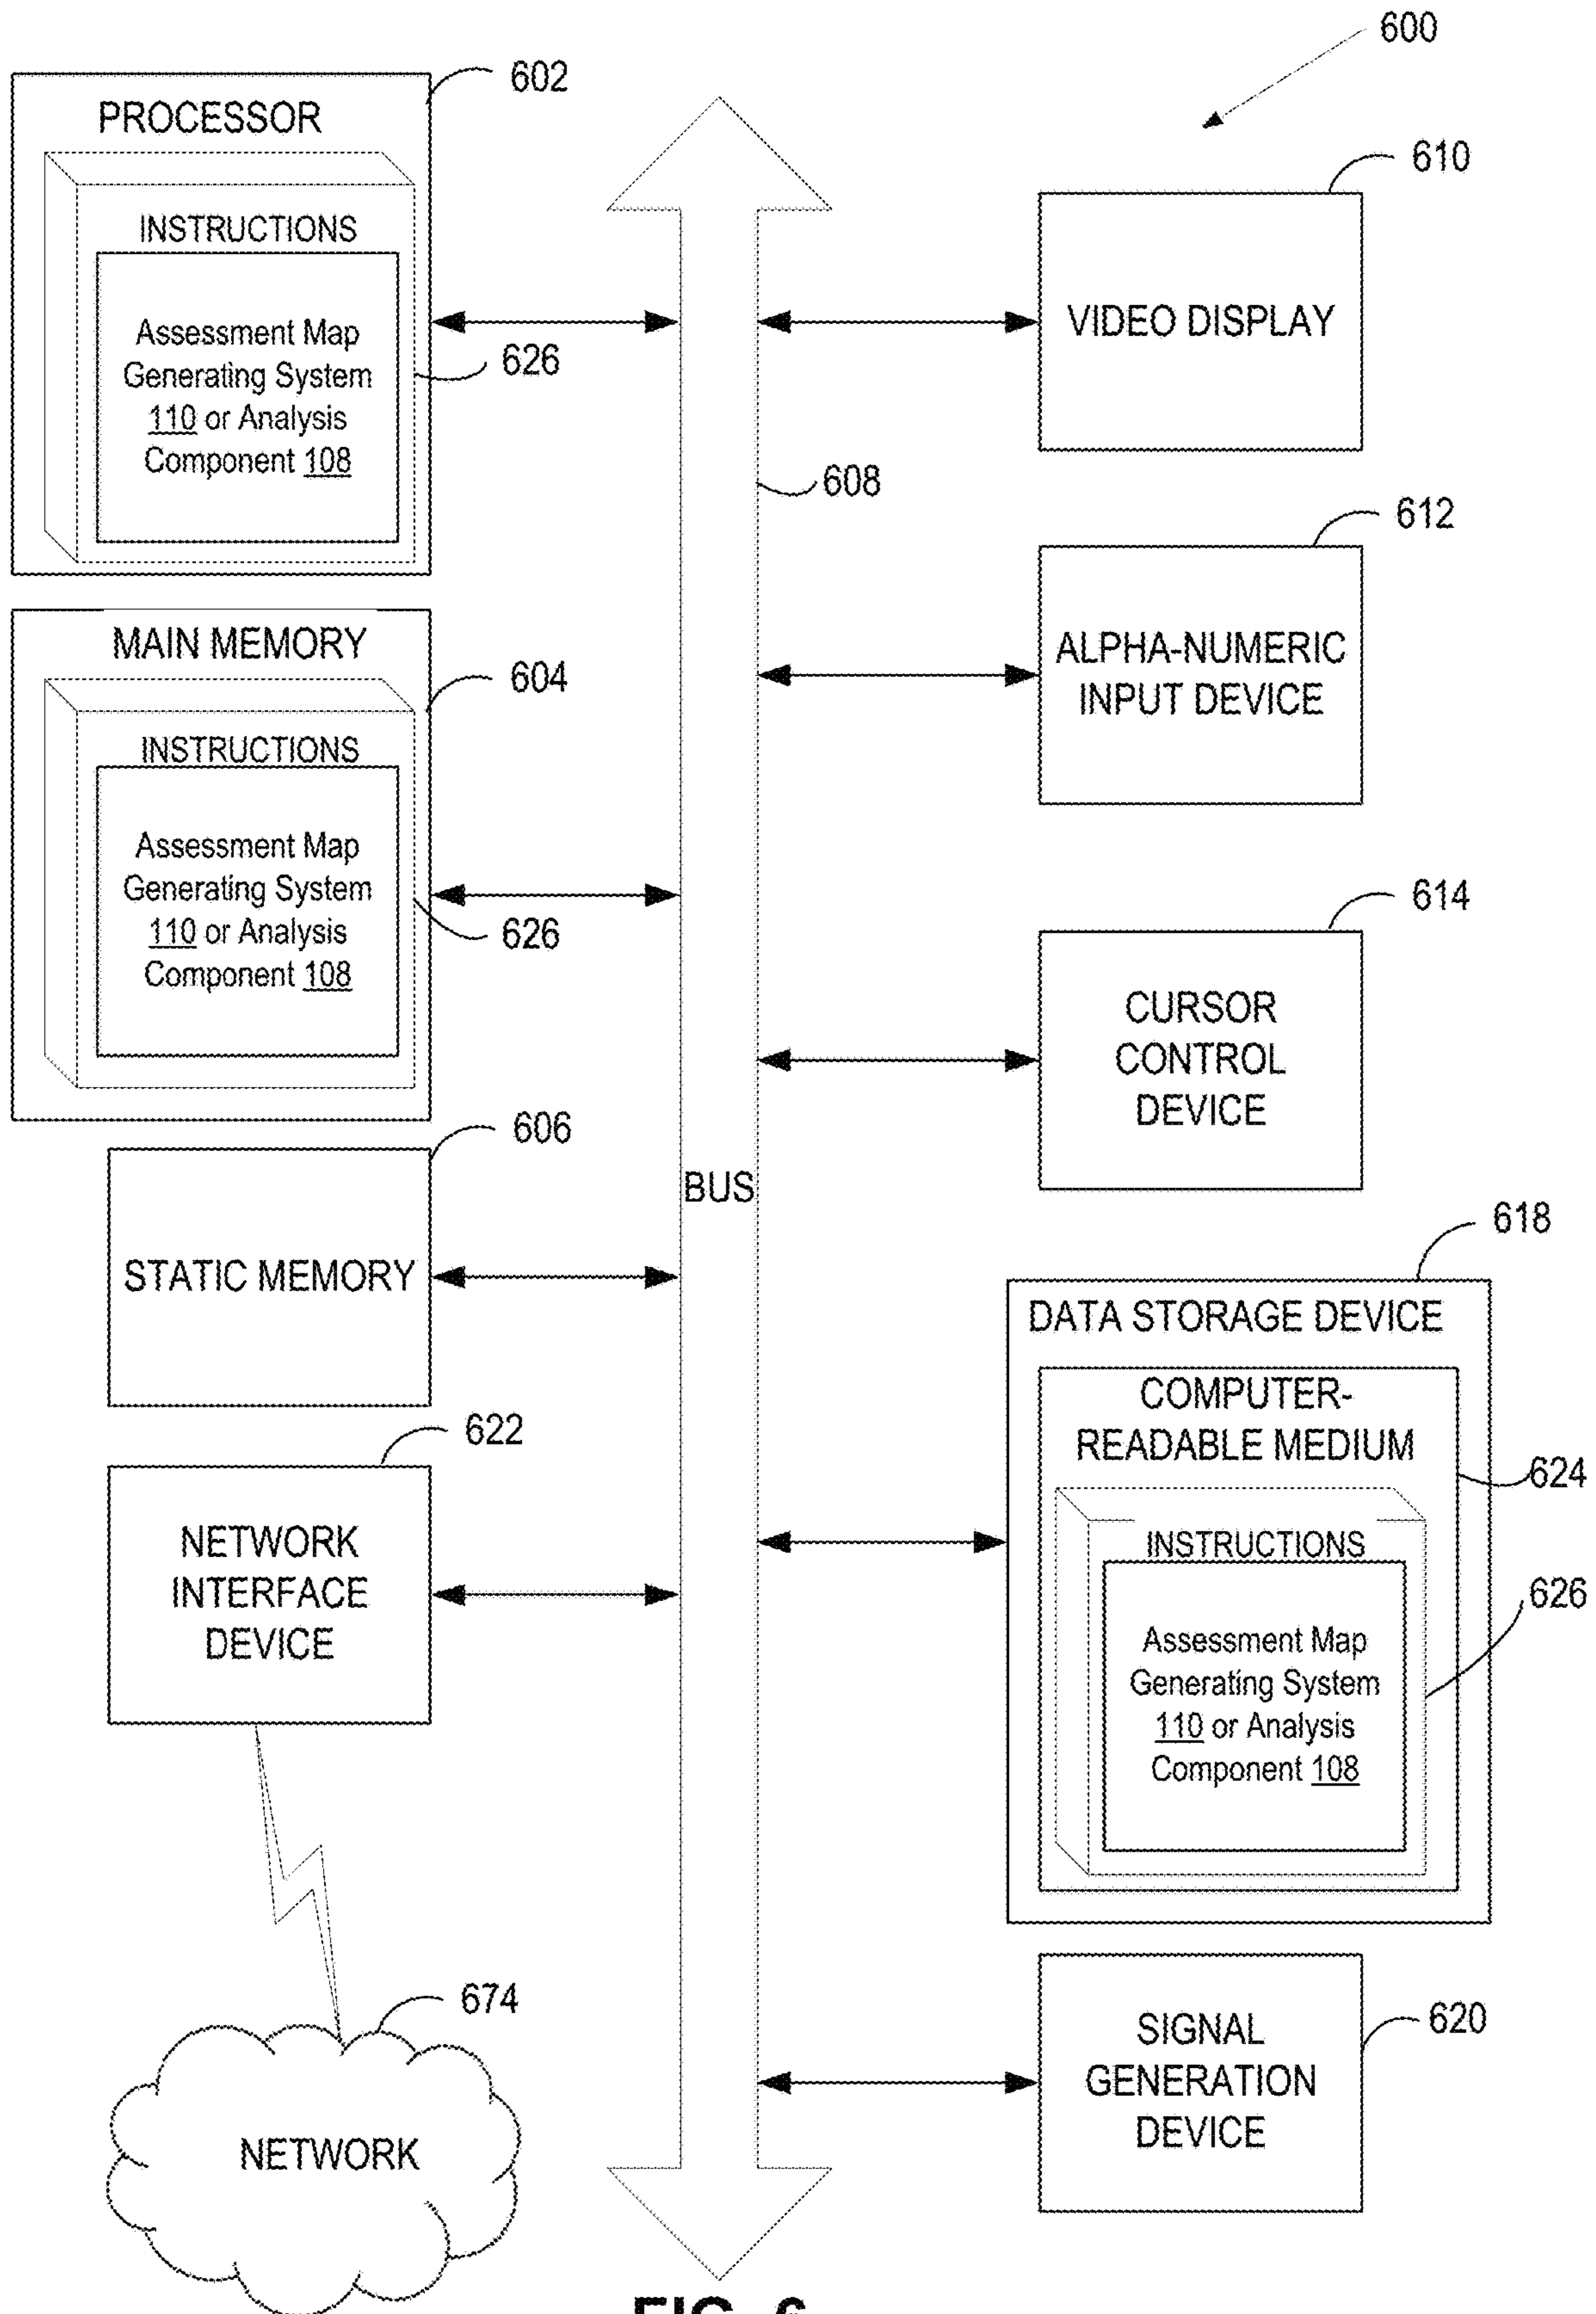 600
602
PROCESSOR
INSTRUCTIONS
Assessment Map
Generating System
110 or Analysis
Component 108
626
MAIN MEMORY
604
INSTRUCTIONS
Assessment Map
Generating System
110 or Analysis
Component 108
626
606
STATIC MEMORY
622
NETWORK
INTERFACE
DEVICE
674
NETWORK
608
BUS
610
VIDEO DISPLAY
612
ALPHA-NUMERIC
INPUT DEVICE
614
CURSOR
CONTROL
DEVICE
618
DATA STORAGE DEVICE
COMPUTER-
READABLE MEDIUM
624
INSTRUCTIONS
626
Assessment Map
Generating System
110 or Analysis
Component 108
SIGNAL
GENERATION
DEVICE
620
FIG. 6